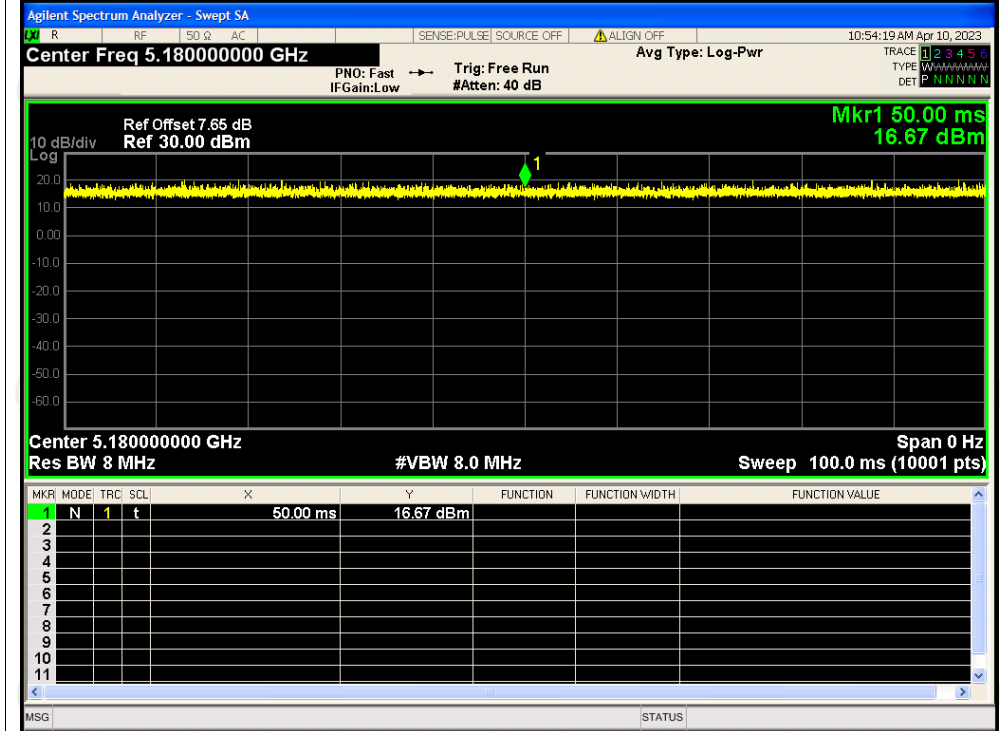 Agilent Spectrum Analyzer - Swept SA
LXI R RF 50 Ω AC SENSE:PULSE SOURCE OFF ALIGN OFF 10:54:19 AM Apr 10, 2023
Center Freq 5.180000000 GHz Avg Type: Log-Pwr TRACE 1 2 3 4 5 6
PNO: Fast Trig: Free Run TYPE WWWWWW
IFGain:Low #Atten: 40 dB DET P N N N N N
Mkr1 50.00 ms
Ref Offset 7.65 dB
10 dB/div Ref 30.00 dBm 16.67 dBm
Log
1
20.0
10.0
0.00
-10.0
-20.0
-30.0
-40.0
-50.0
-60.0
Center 5.180000000 GHz Span 0 Hz
Res BW 8 MHz #VBW 8.0 MHz Sweep 100.0 ms (10001 pts)
MKR MODE TRC SCL X Y FUNCTION FUNCTION WIDTH FUNCTION VALUE
1 N 1 t 50.00 ms 16.67 dBm
2
3
4
5
6
7
8
9
10
11
MSG STATUS